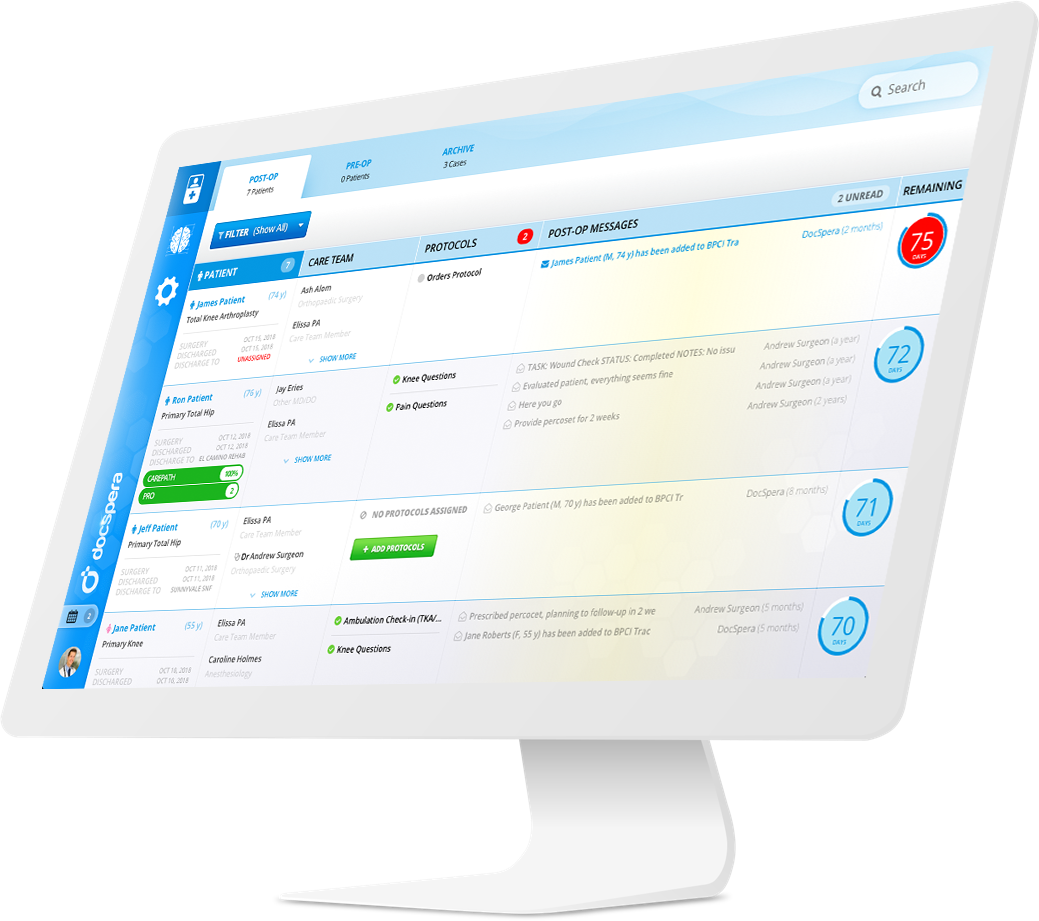 Search
POST-OP
7 Patients
PRE-OP
0 Patients
ARCHIVE
3 Cases
FILTER (Show All)
PATIENT 7
CARE TEAM
PROTOCOLS 2
POST-OP MESSAGES
2 UNREAD
REMAINING
James Patient (74 y)
Total Knee Arthroplasty
SURGERY OCT 15, 2018
DISCHARGED OCT 15, 2018
DISCHARGE TO UNASSIGNED
Ash Alom
Orthopaedic Surgery
Elissa PA
Care Team Member
SHOW MORE
Orders Protocol
James Patient (M, 74 y) has been added to BPCI Tra
DocSpera (2 months)
75
DAYS
Ron Patient (76 y)
Primary Total Hip
SURGERY OCT 12, 2018
DISCHARGED OCT 12, 2018
DISCHARGE TO EL CAMINO REHAB
CAREPATH 100%
PRO 2
Jay Eries
Other MD/DO
Elissa PA
Care Team Member
SHOW MORE
Knee Questions
Pain Questions
TASK: Wound Check STATUS: Completed NOTES: No issu
Andrew Surgeon (a year)
Evaluated patient, everything seems fine
Andrew Surgeon (a year)
Here you go
Andrew Surgeon (a year)
Provide percoset for 2 weeks
Andrew Surgeon (2 years)
72
DAYS
Jeff Patient (70 y)
Primary Total Hip
SURGERY OCT 11, 2018
DISCHARGED OCT 11, 2018
DISCHARGE TO SUNNYVALE SNF
Elissa PA
Care Team Member
Dr Andrew Surgeon
Orthopaedic Surgery
SHOW MORE
NO PROTOCOLS ASSIGNED
+ ADD PROTOCOLS
George Patient (M, 70 y) has been added to BPCI Tr
DocSpera (8 months)
71
DAYS
Jane Patient (55 y)
Primary Knee
SURGERY OCT 16, 2018
DISCHARGED OCT 16, 2018
Elissa PA
Care Team Member
Caroline Holmes
Anesthesiology
Ambulation Check-in (TKA/...
Knee Questions
Prescribed percocet, planning to follow-up in 2 we
Andrew Surgeon (5 months)
Jane Roberts (F, 55 y) has been added to BPCI Trac
DocSpera (5 months)
70
DAYS
docspera
2